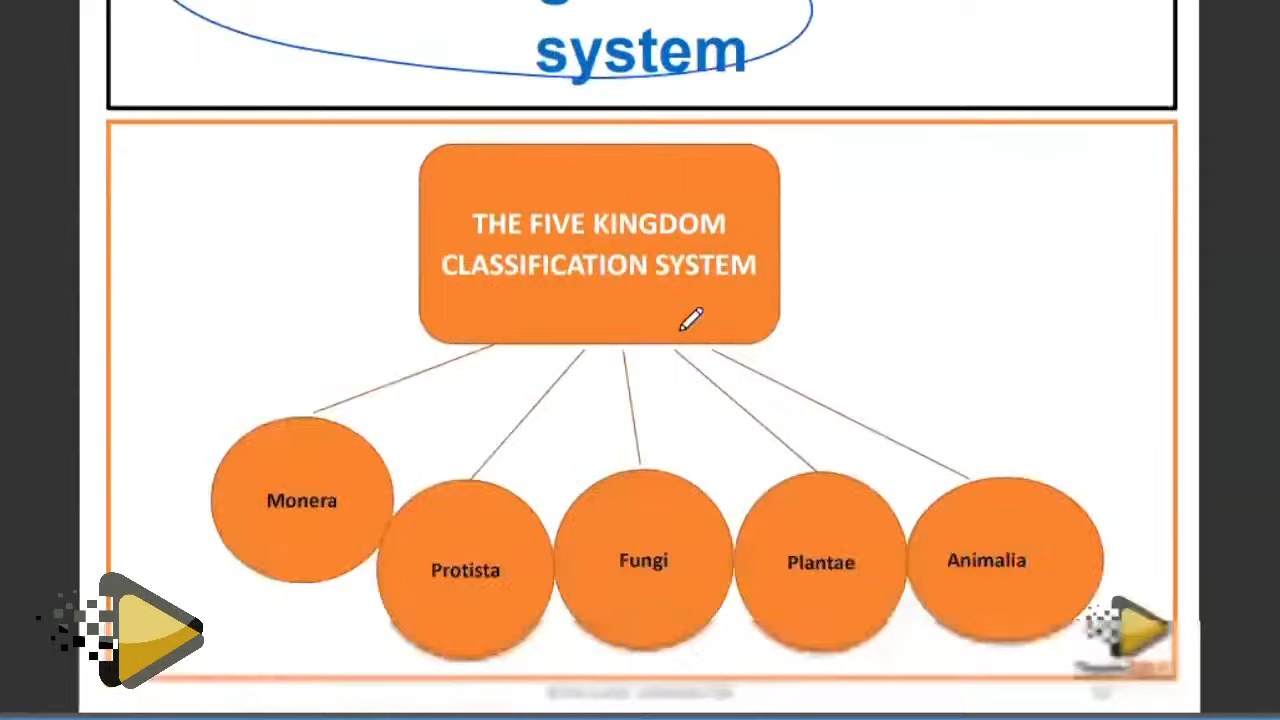 system
THE FIVE KINGDOM
CLASSIFICATION SYSTEM
Monera
Protista
Fungi
Plantae
Animalia